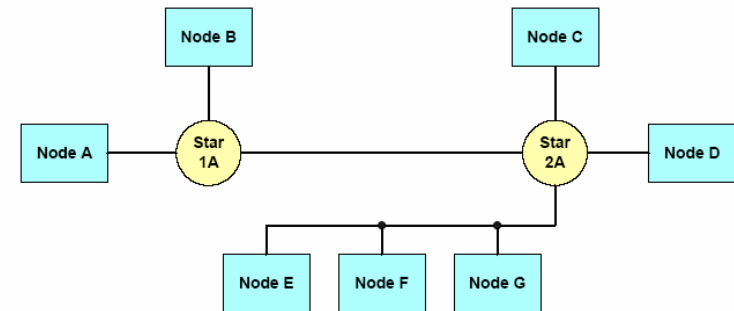 Node B
Node C
Node A
Star
1A
Star
2A
Node D
Node E
Node F
Node G